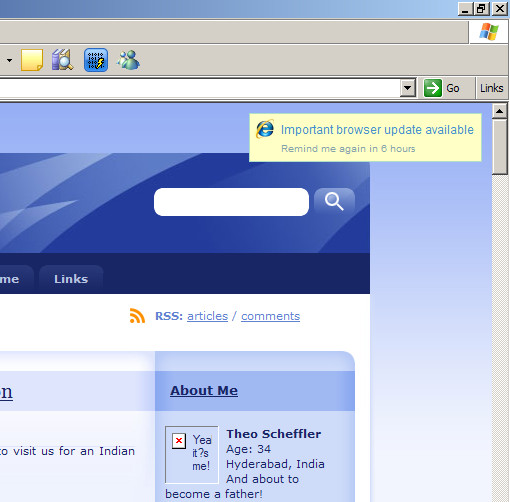 Go
Links
Important browser update available
Remind me again in 6 hours
me
Links
RSS: articles / comments
on
About Me
to visit us for an Indian
Yea
it?s
me!
Theo Scheffler
Age: 34
Hyderabad, India
And about to
become a father!